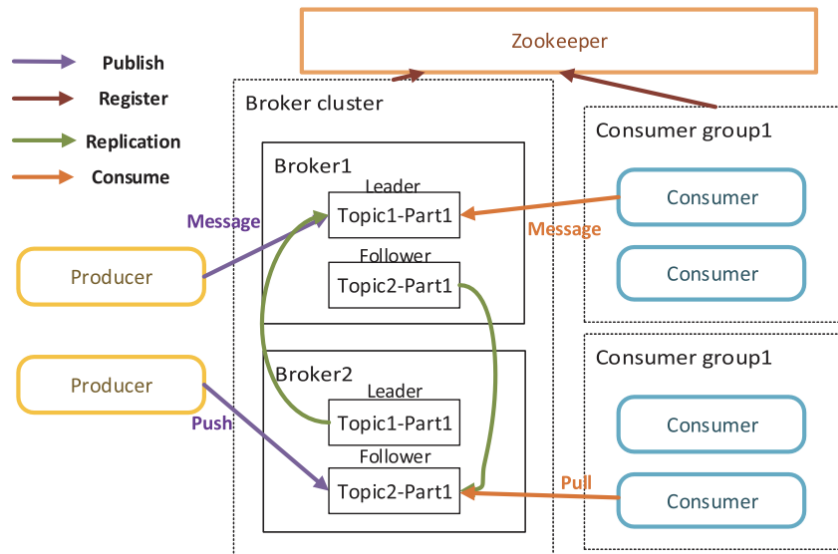 Zookeeper
Publish
Register
Replication
Consume
Broker cluster
Broker1
Leader
Topic1-Part1
Follower
Topic2-Part1
Message
Producer
Producer
Push
Broker2
Leader
Topic1-Part1
Follower
Topic2-Part1
Consumer group1
Consumer
Message
Consumer
Consumer group1
Consumer
Pull
Consumer